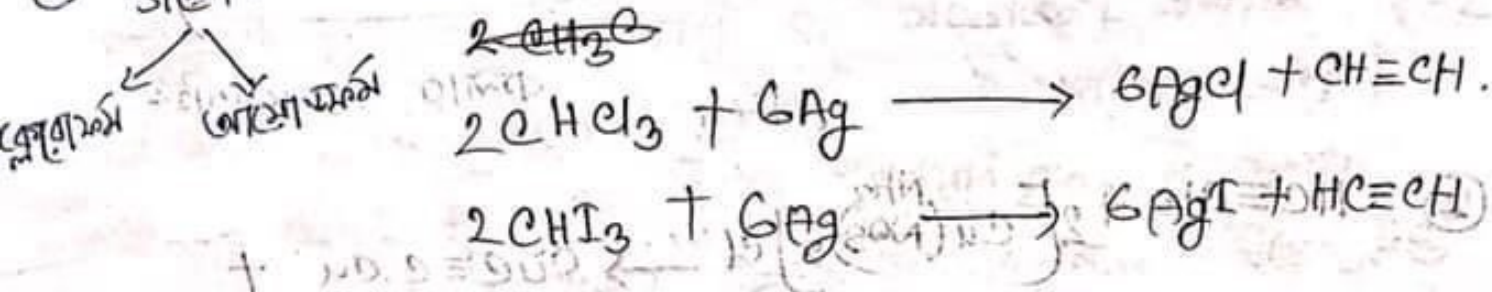 2CHCl₃ + 6Ag ⟶ 6AgCl + CH≡CH.
ক্লোরোফর্ম আয়োডোফর্ম
2CHI₃ + 6Ag ⟶ 6AgI + HC≡CH